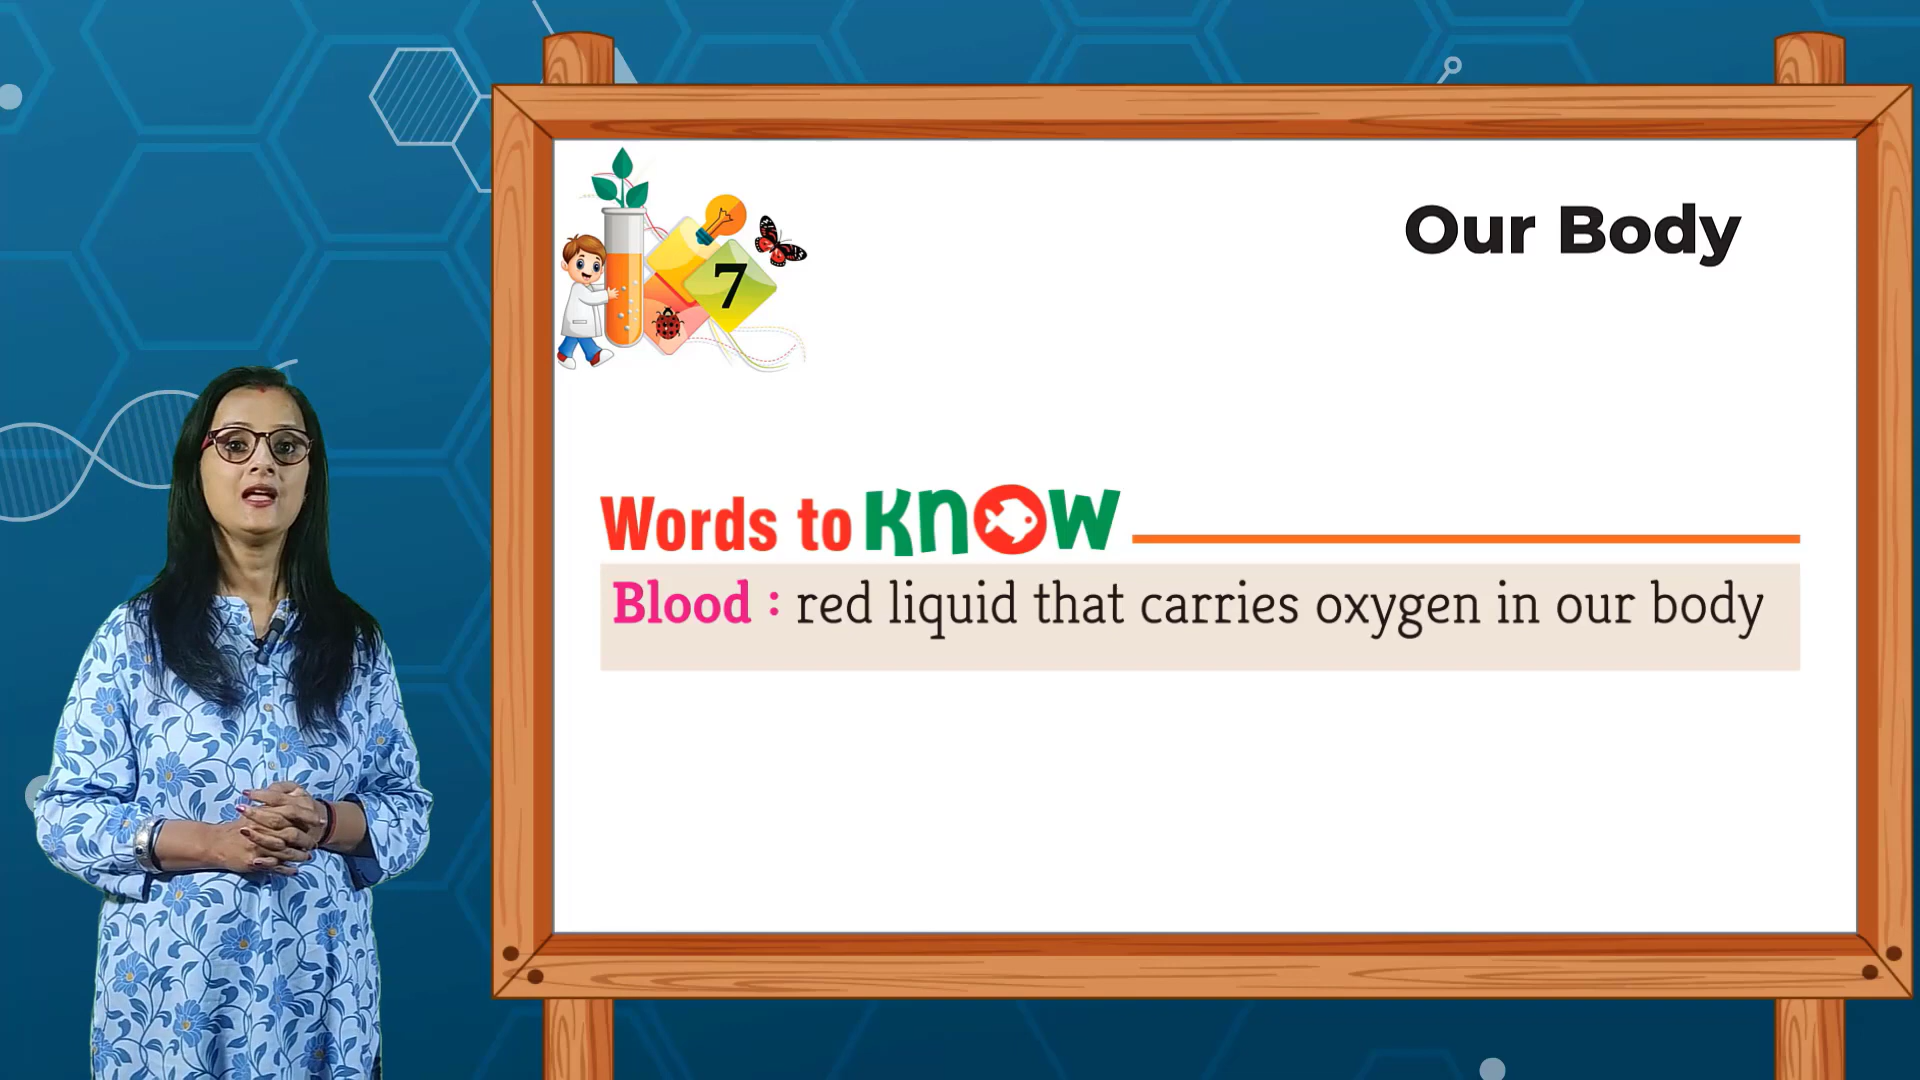 7
Our Body
Words to KnOW
Blood : red liquid that carries oxygen in our body